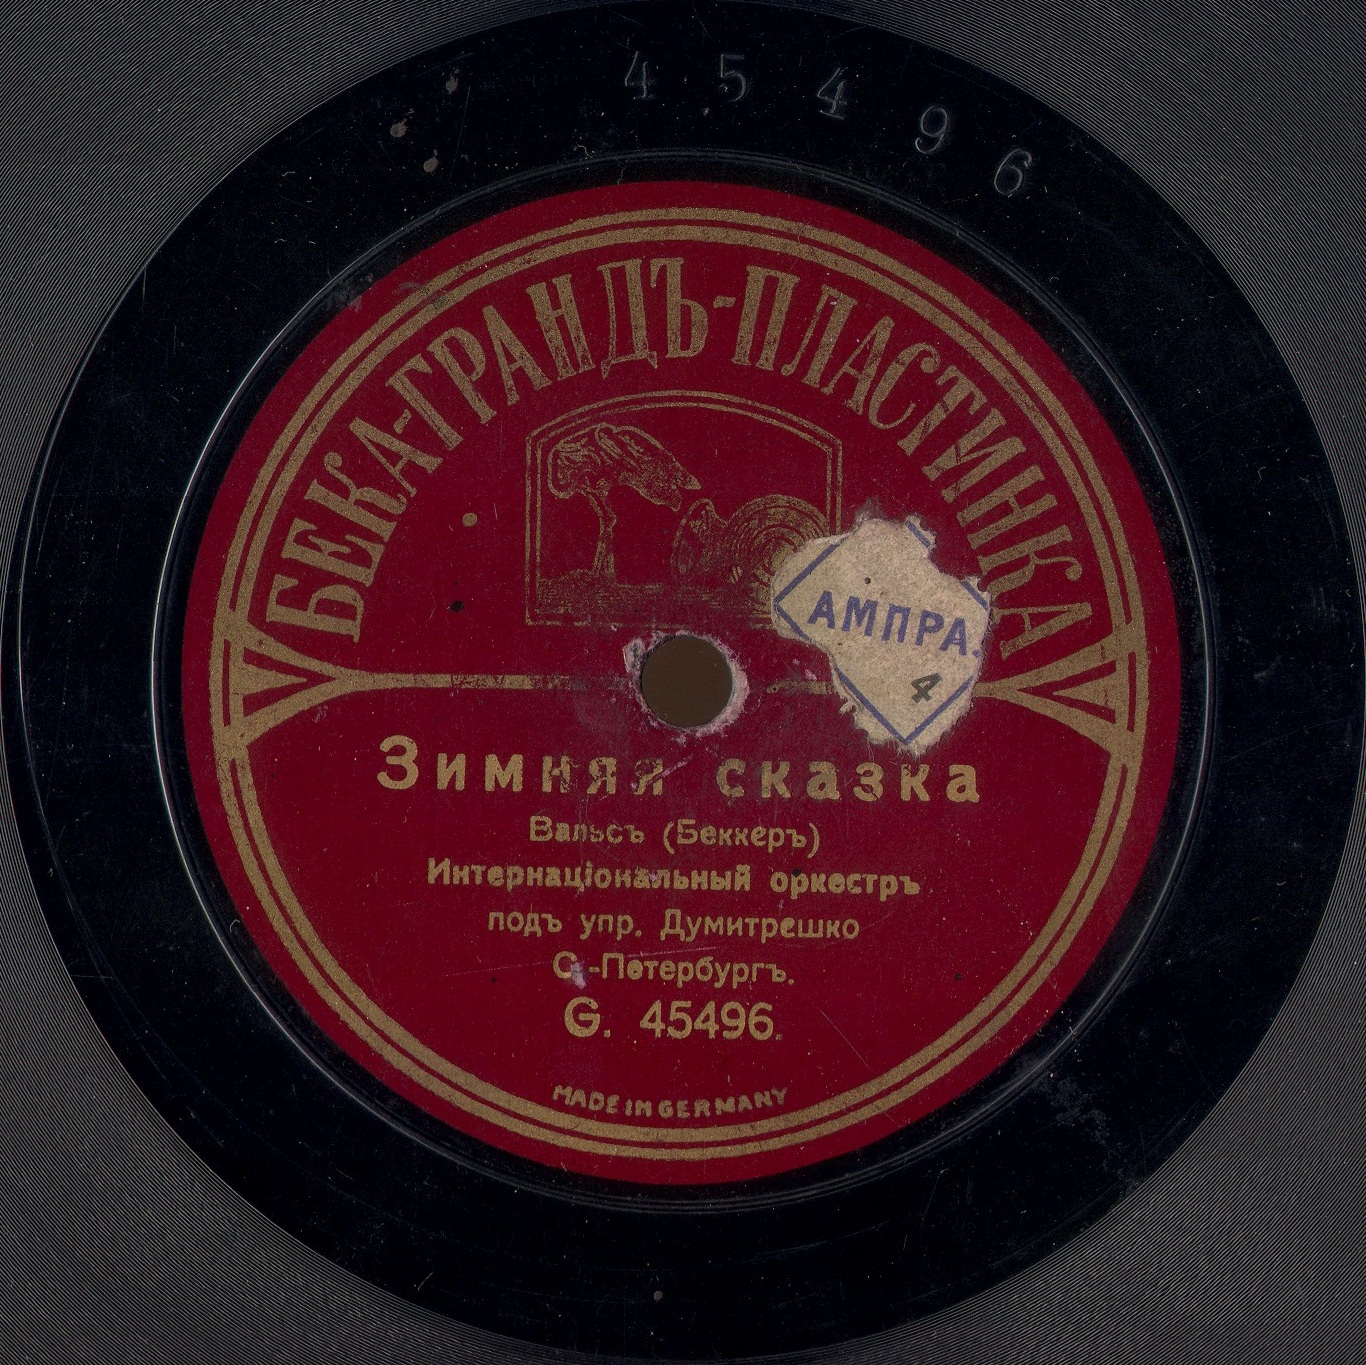 45496
БЕКА-ГРАНДЪ-ПЛАСТИНКА
АМПРА.
4
Зимняя сказка
Вальсъ (Беккеръ)
Интернаціональный оркестръ
подъ упр. Думитрешко
С.-Петербургъ.
G. 45496.
MADE IN GERMANY